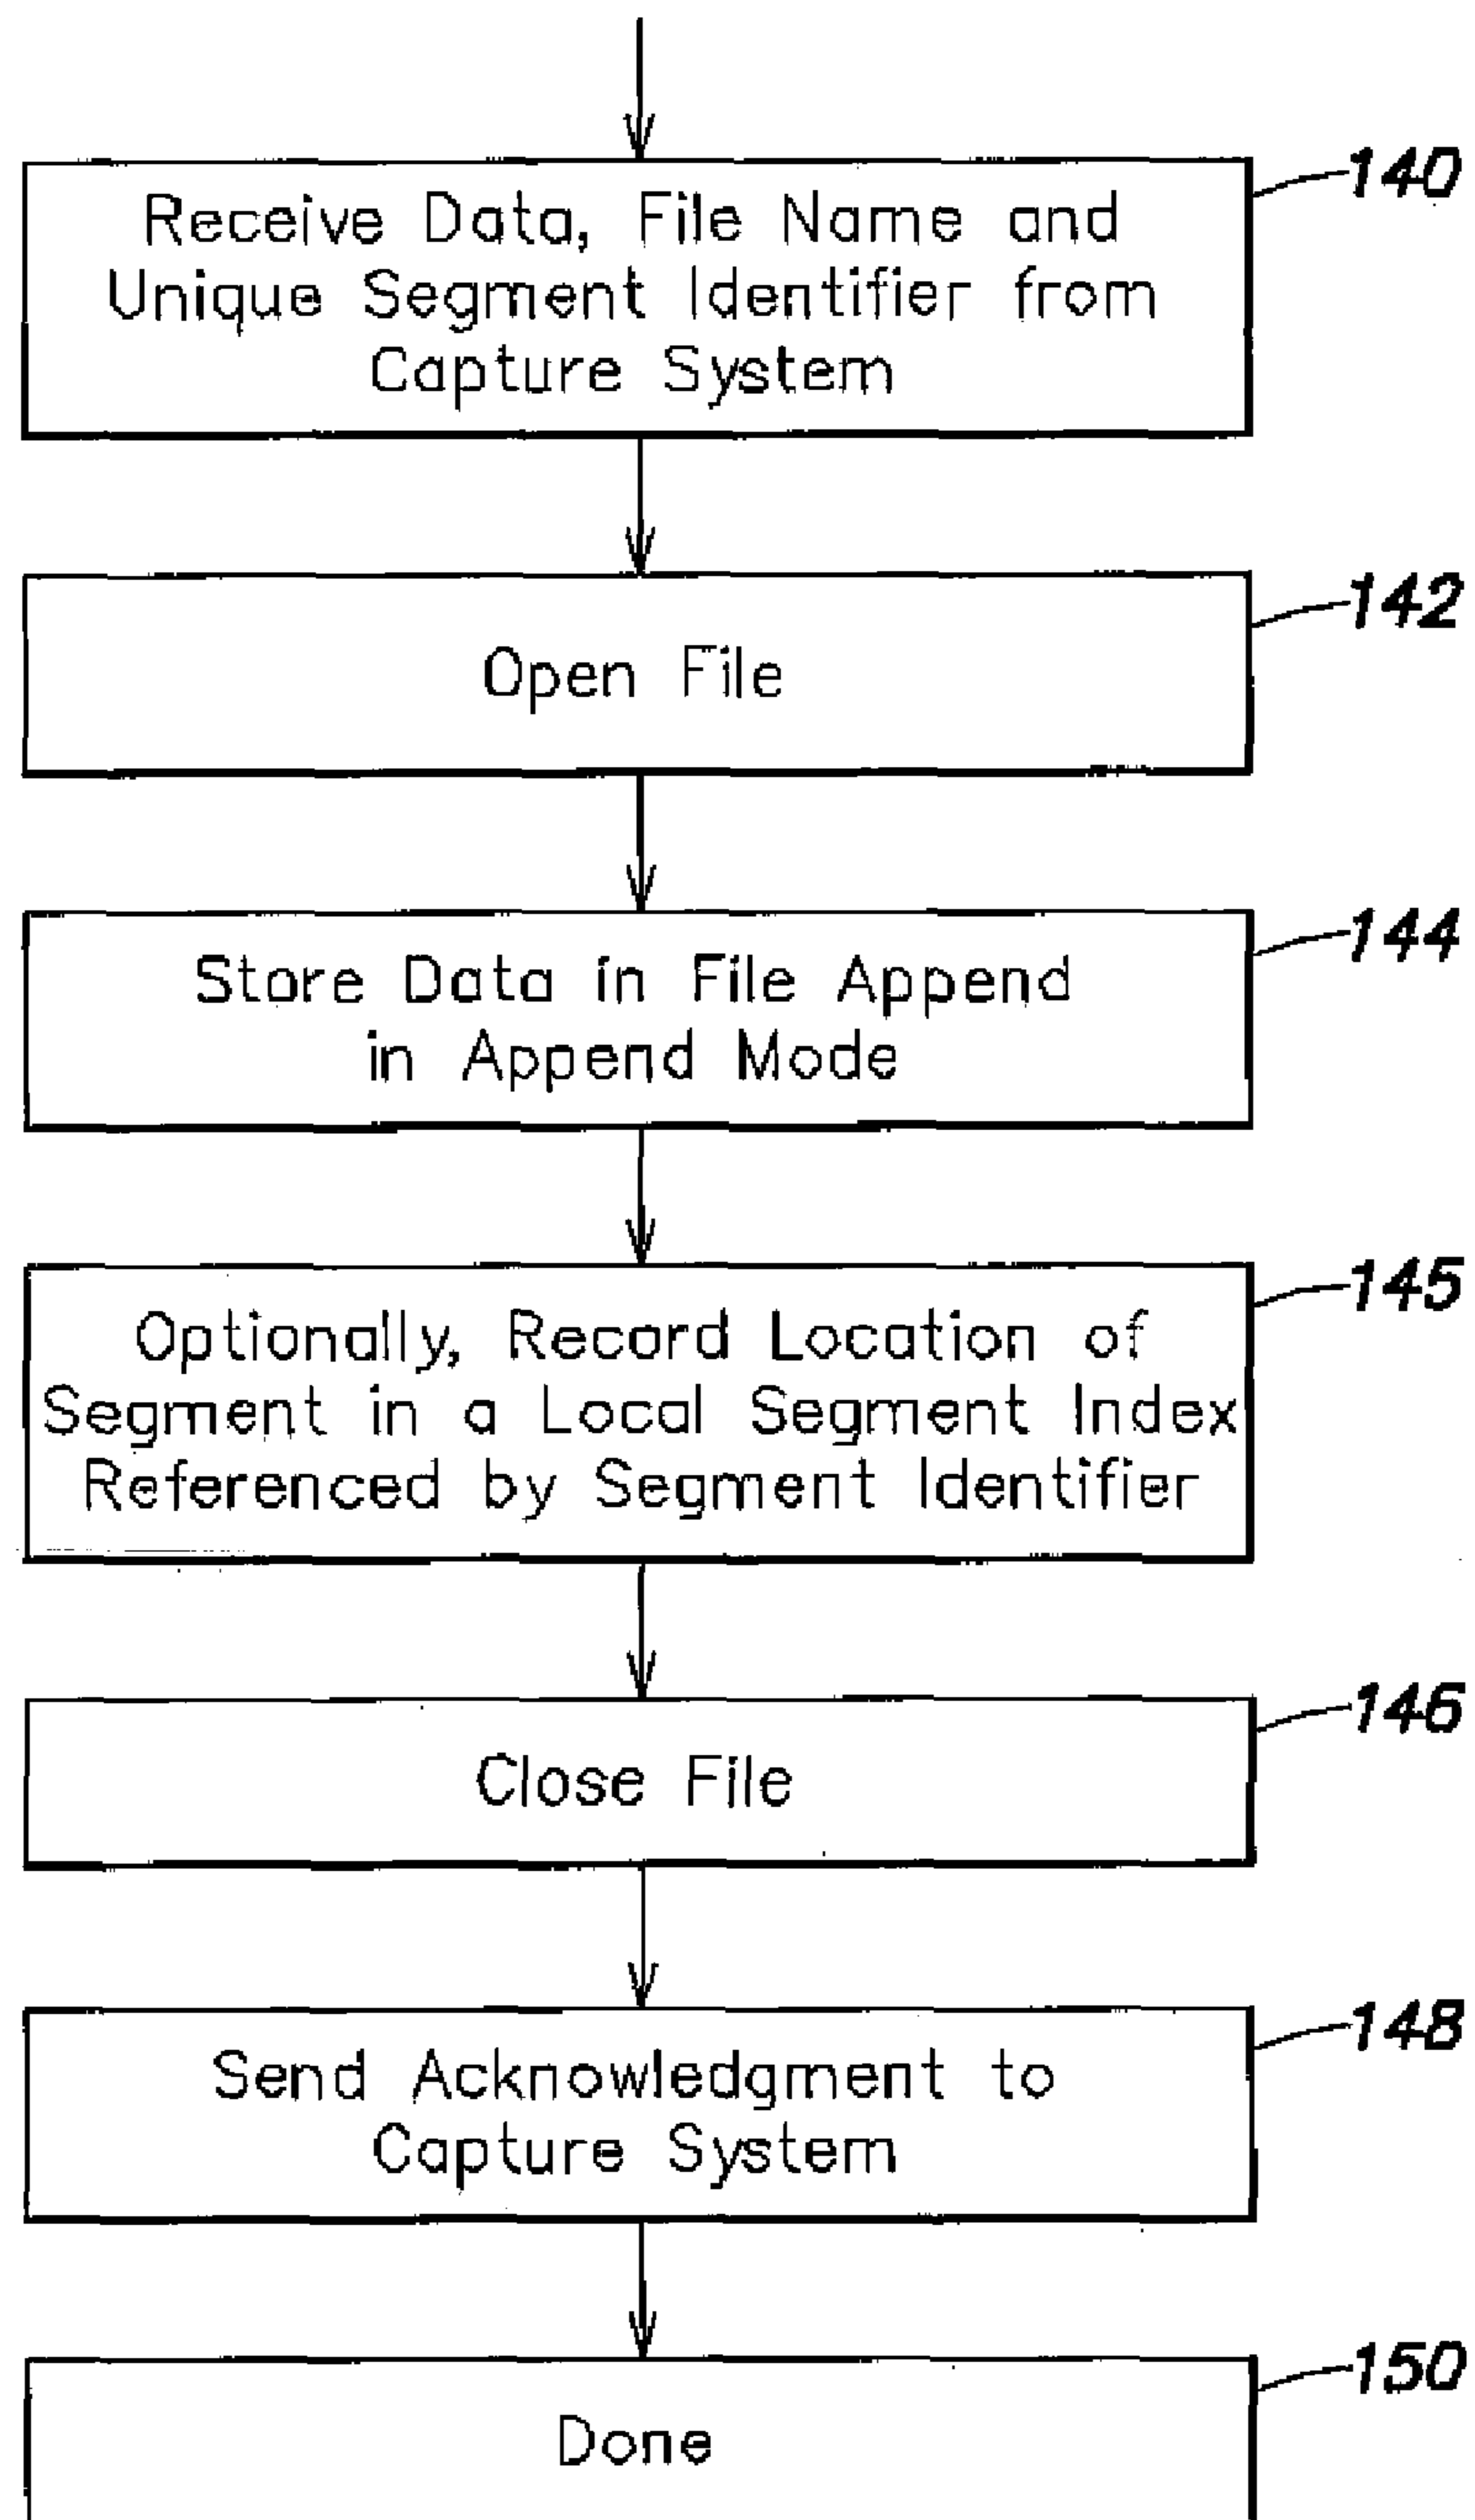 140
Receive Data, File Name and
Unique Segment Identifier from
Capture System
142
Open File
144
Store Data in File Append
in Append Mode
145
Optionally, Record Location of
Segment in a Local Segment Index
Referenced by Segment Identifier
146
Close File
148
Send Acknowledgment to
Capture System
150
Done